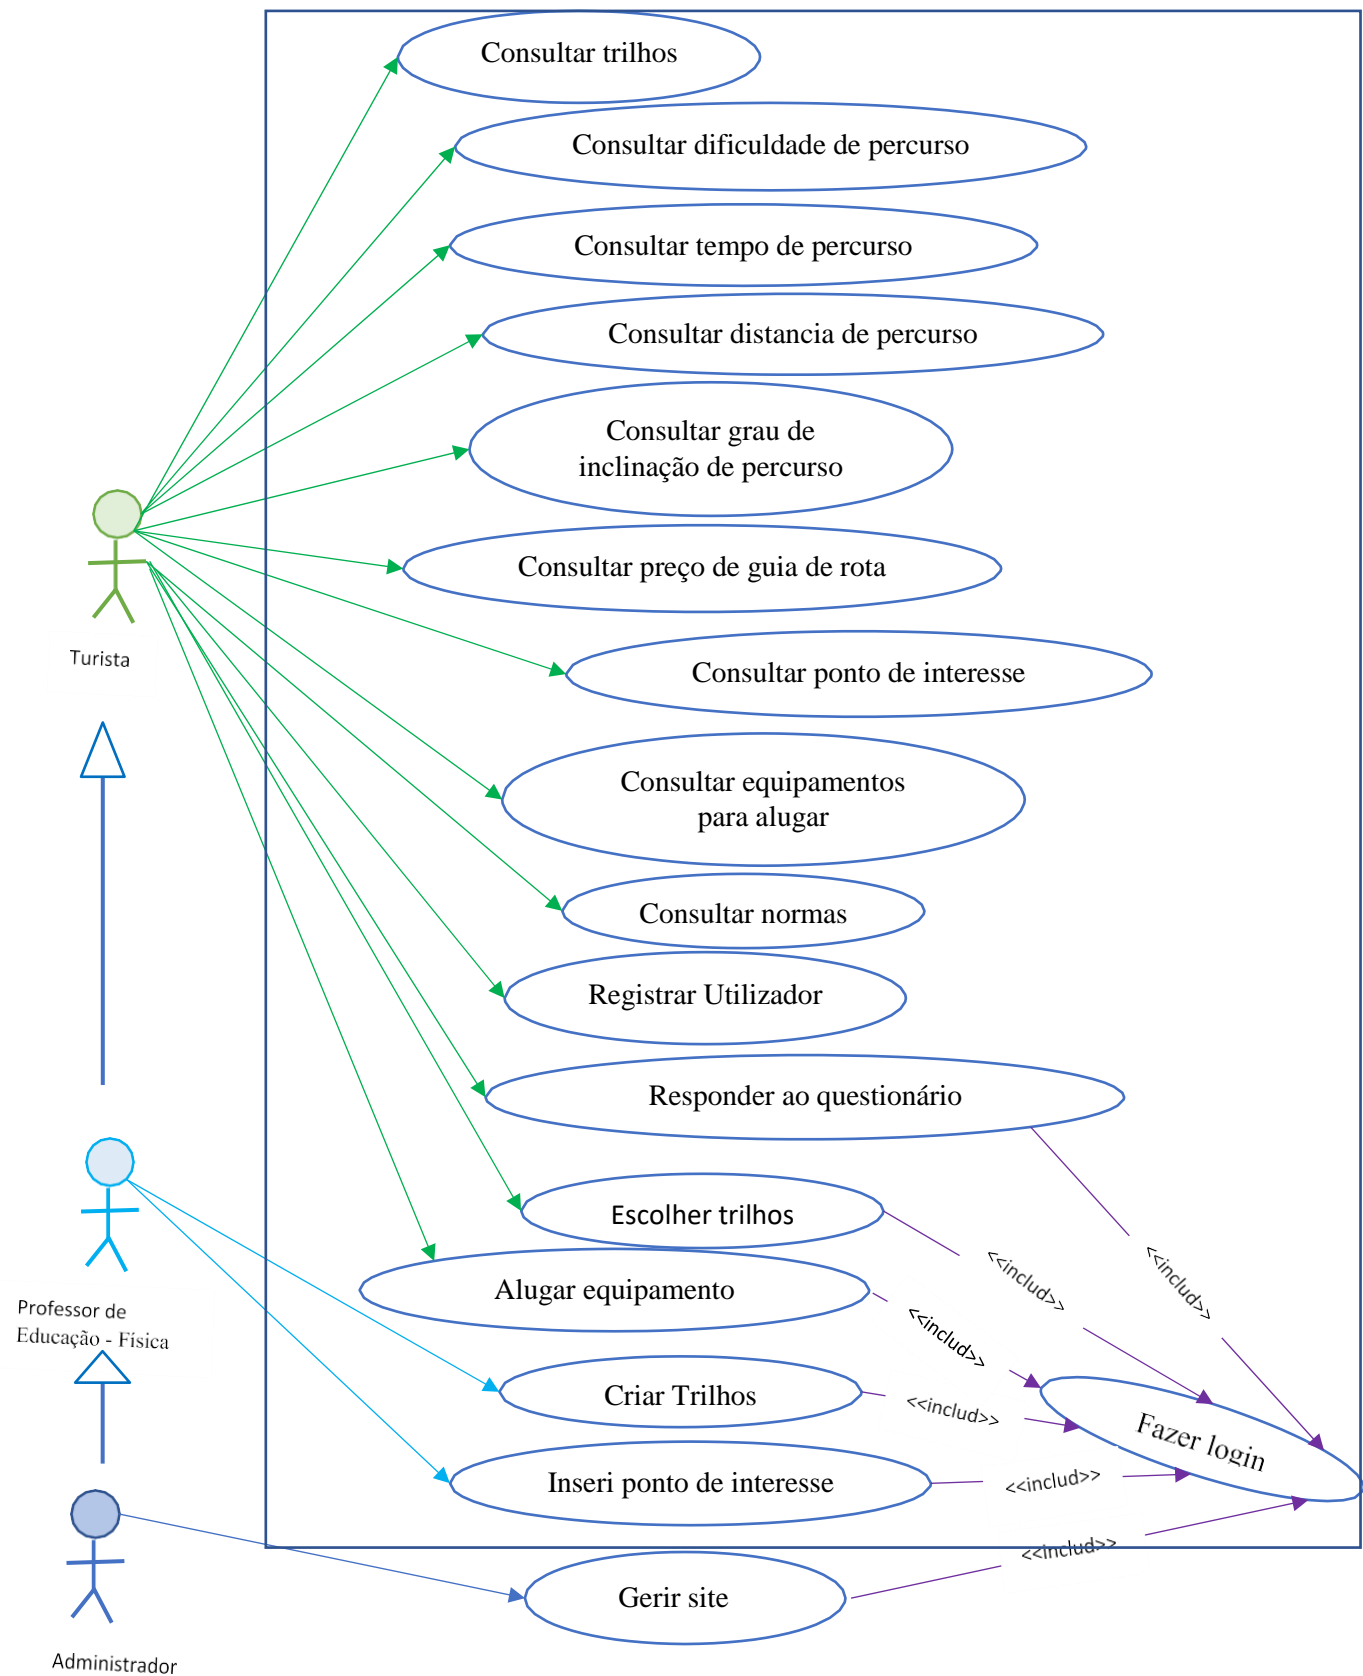 Consultar trilhos
Consultar dificuldade de percurso
Consultar tempo de percurso
Consultar distancia de percurso
Consultar grau de
inclinação de percurso
Consultar preço de guia de rota
Turista
Consultar ponto de interesse
Consultar equipamentos
para alugar
Consultar normas
Registrar Utilizador
Responder ao questionário
Escolher trilhos
<<includ>>
<<includ>>
Alugar equipamento
<<includ>>
Professor de
Educação - Física
Criar Trilhos
<<includ>>
Fazer login
Inseri ponto de interesse
<<includ>>
<<includ>>
Gerir site
Administrador